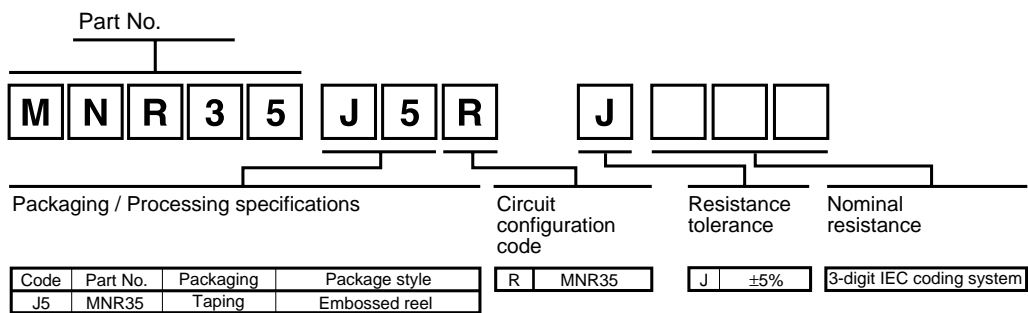 Part No.
M N R 3 5 J 5 R J
Packaging / Processing specifications
Circuit
configuration
code
Resistance
tolerance
Nominal
resistance
Code Part No. Packaging Package style
J5 MNR35 Taping Embossed reel
R MNR35
J ±5%
3-digit IEC coding system